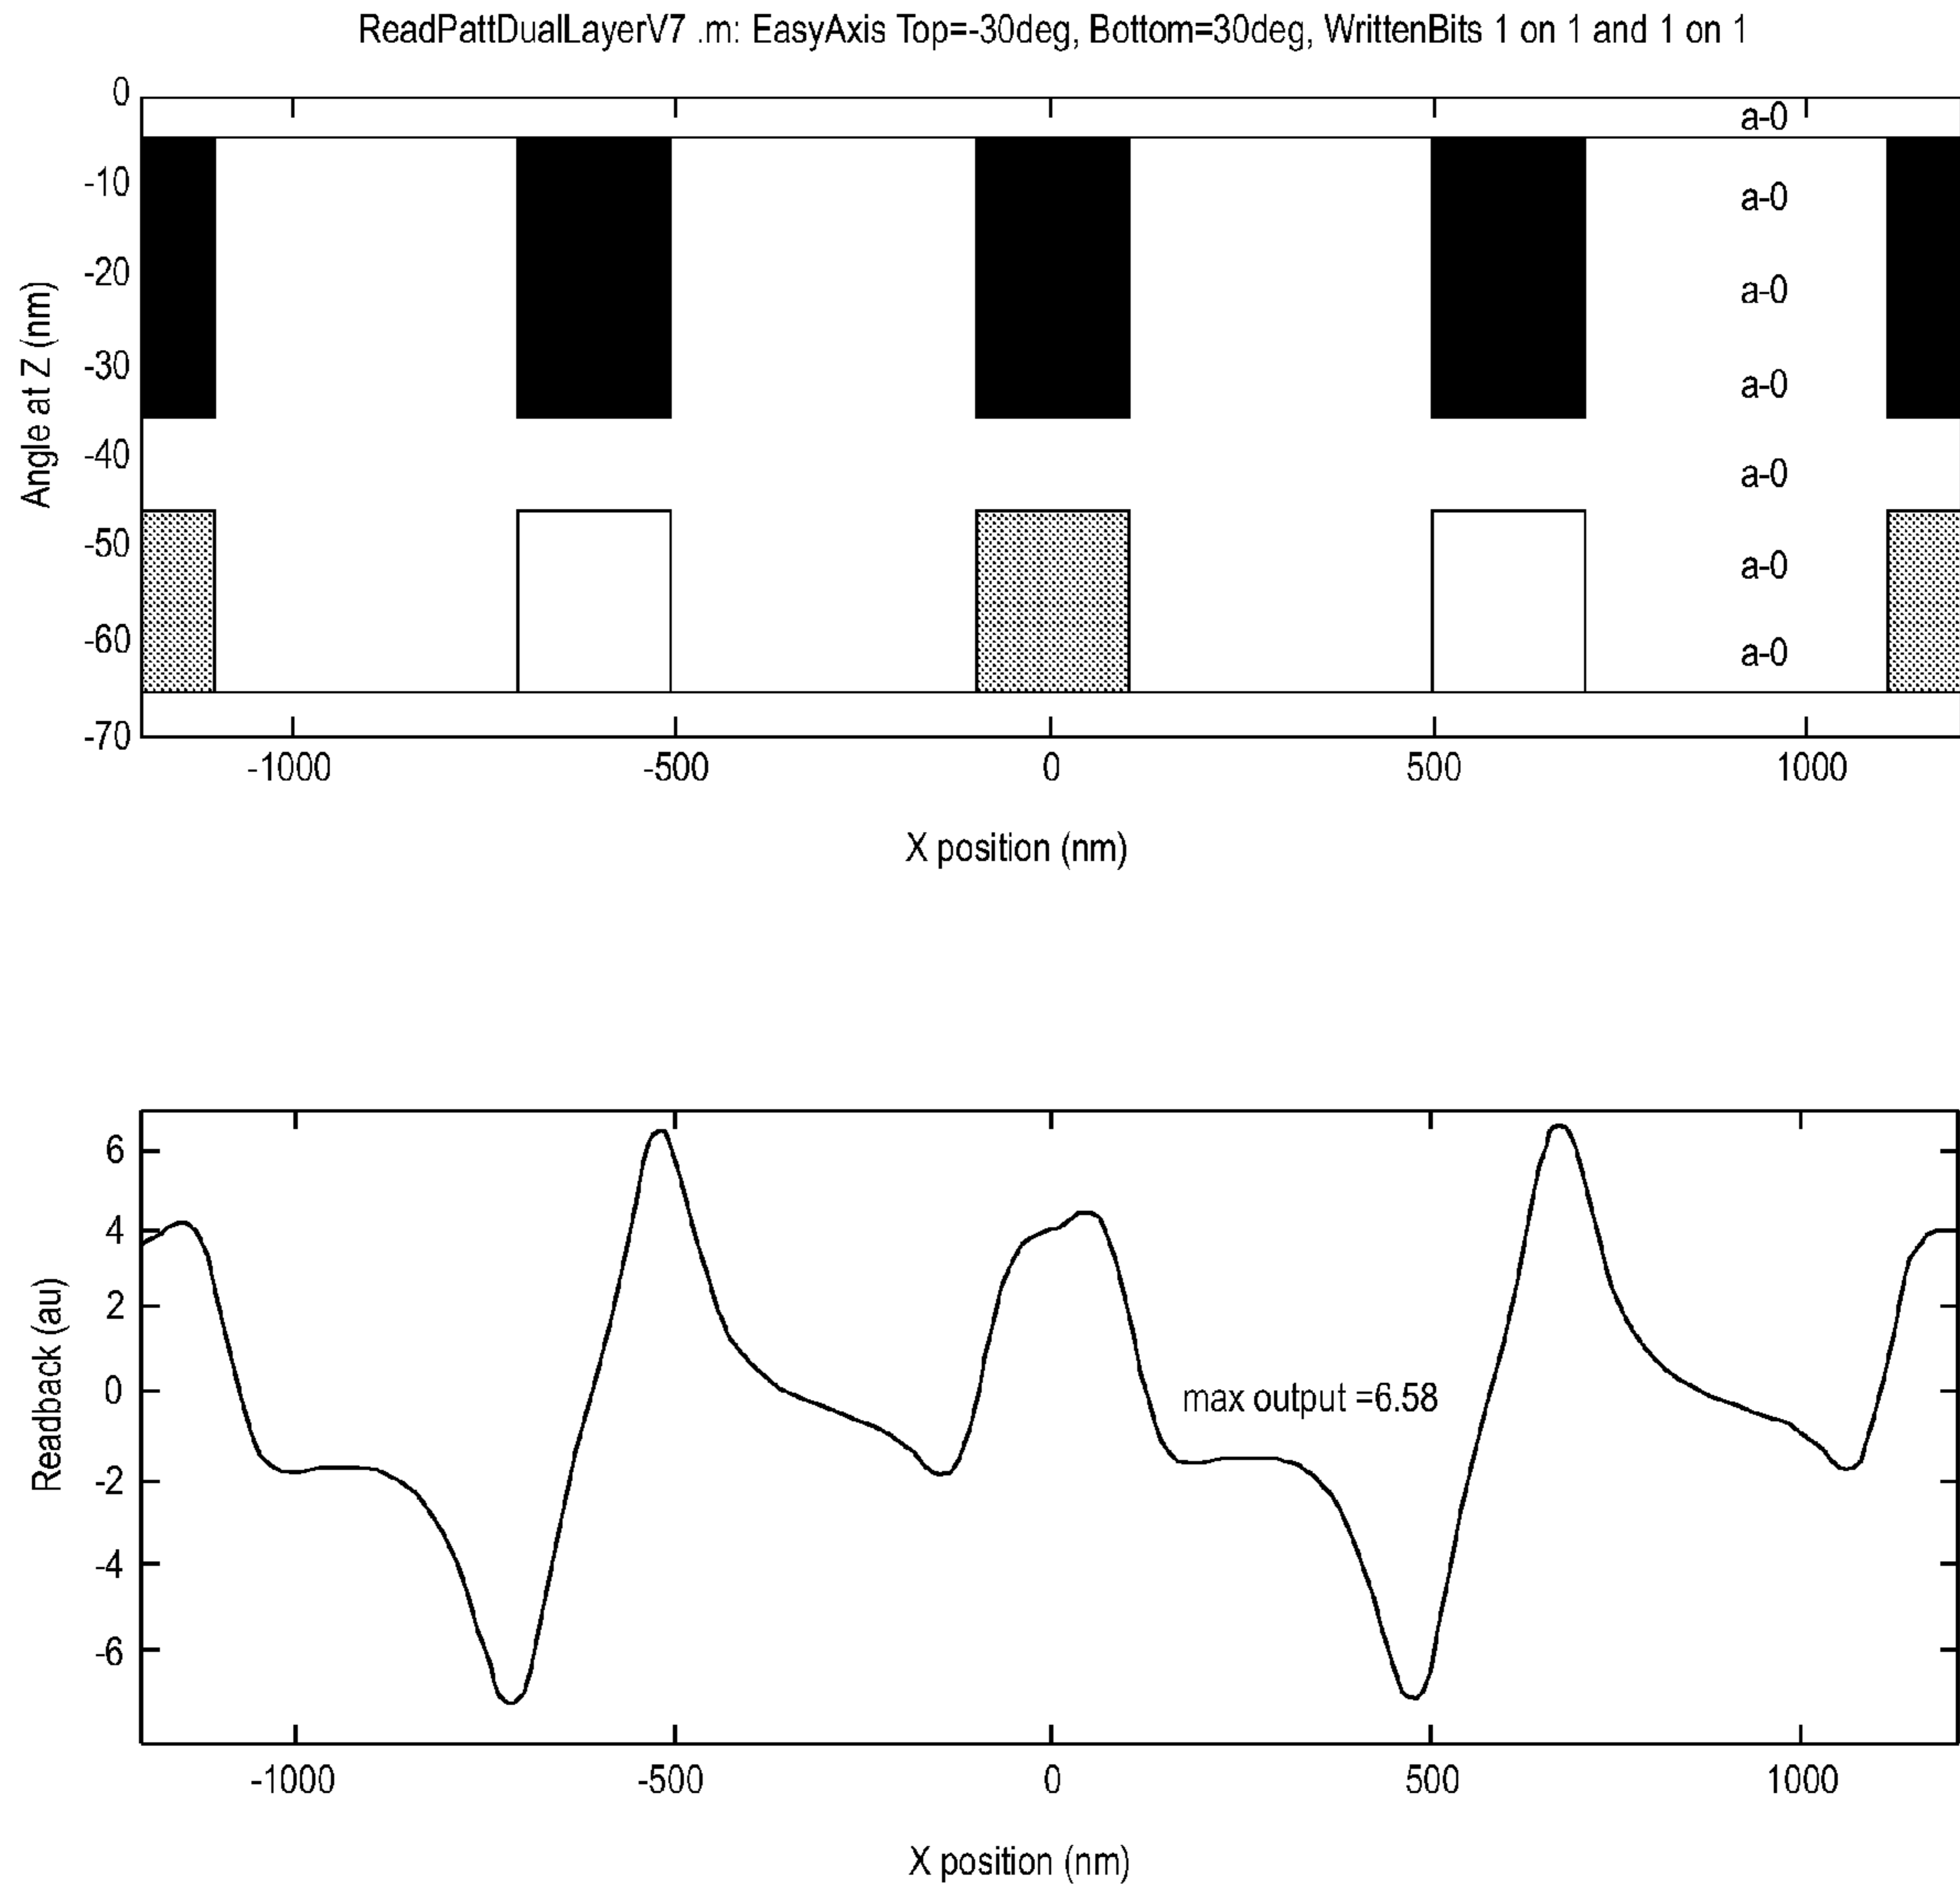 ReadPattDualLayerV7 .m: EasyAxis Top=-30deg, Bottom=30deg, WrittenBits 1 on 1 and 1 on 1
0
-10
-20
-30
-40
-50
-60
-70
Angle at Z (nm)
a-0
a-0
a-0
a-0
a-0
a-0
a-0
-1000
-500
0
500
1000
X position (nm)
6
4
2
0
-2
-4
-6
Readback (au)
max output =6.58
-1000
-500
0
500
1000
X position (nm)